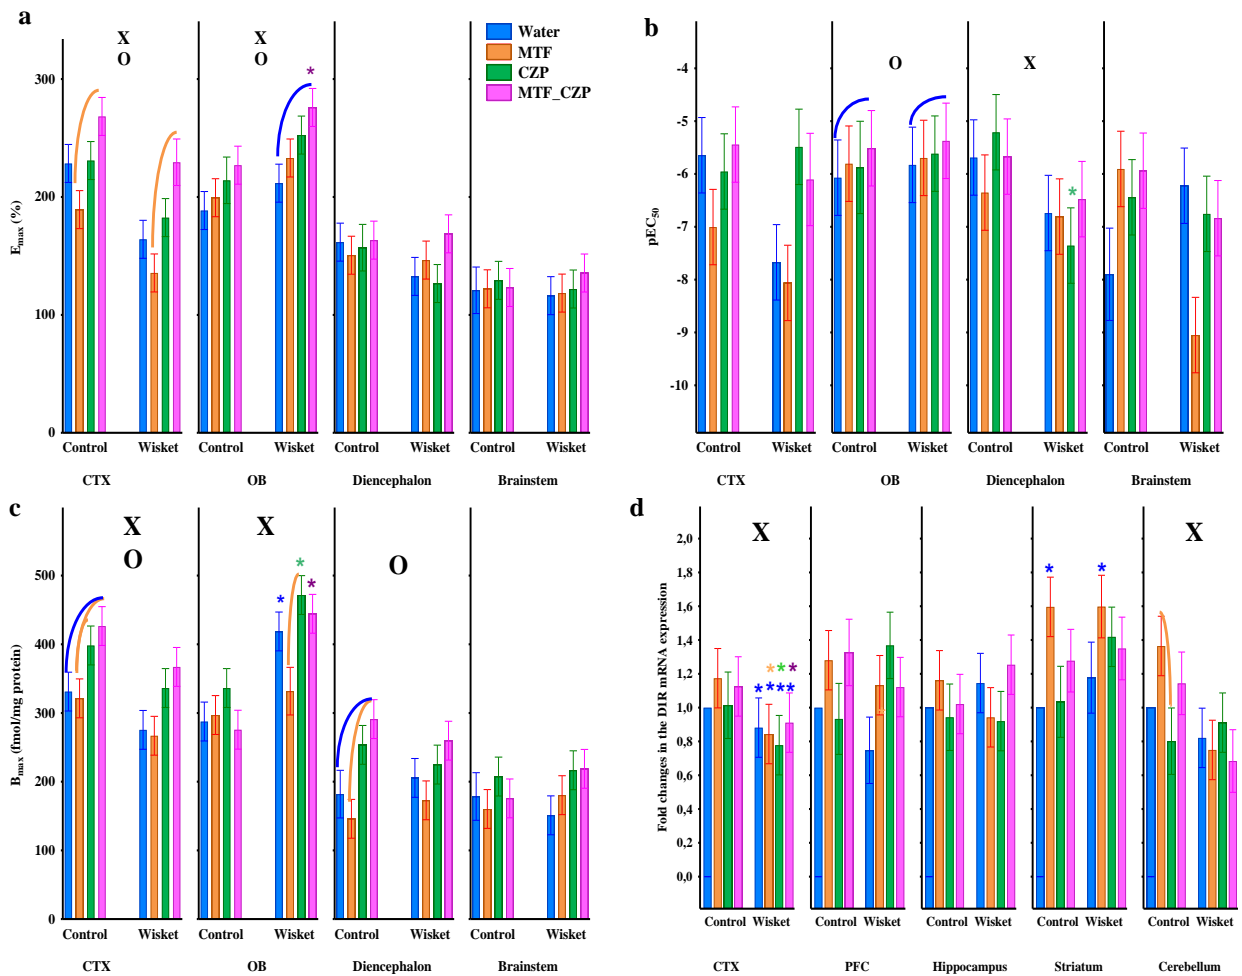 a
X
O
X
O
*
Water
MTF
CZP
MTF_CZP
300
200
100
0
Emax (%)
Control Wisket Control Wisket Control Wisket Control Wisket
CTX OB Diencephalon Brainstem
b
O
X
*
-4
-5
-6
-7
-8
-9
-10
pEC50
Control Wisket Control Wisket Control Wisket Control Wisket
CTX OB Diencephalon Brainstem
c
X
O
X
O
* * *
500
400
300
200
100
0
Bmax (fmol/mg protein)
Control Wisket Control Wisket Control Wisket Control Wisket
CTX OB Diencephalon Brainstem
d
X
X
* *
* * *
* * * *
2,0
1,8
1,6
1,4
1,2
1,0
0,8
0,6
0,4
0,2
0,0
Fold changes in the D1R mRNA expression
Control Wisket Control Wisket Control Wisket Control Wisket Control Wisket
CTX PFC Hippocampus Striatum Cerebellum